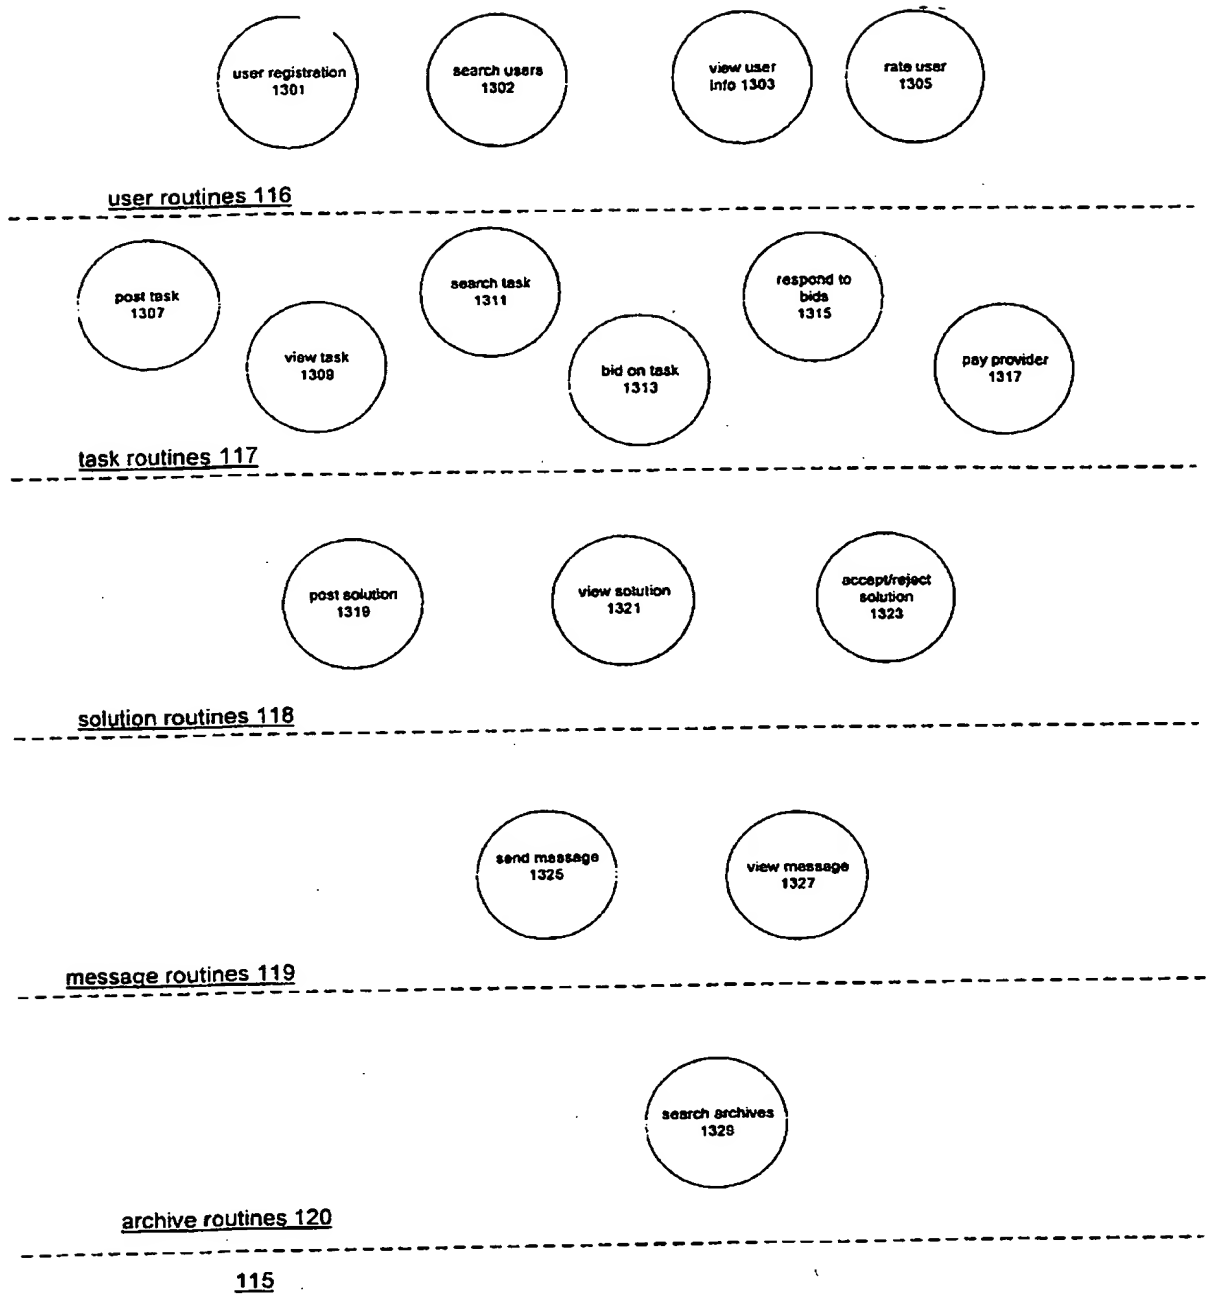 user registration
1301
search users
1302
view user
info 1303
rate user
1305
user routines 116
post task
1307
view task
1309
search task
1311
bid on task
1313
respond to
bids
1315
pay provider
1317
task routines 117
post solution
1319
view solution
1321
accept/reject
solution
1323
solution routines 118
send message
1325
view message
1327
message routines 119
search archives
1329
archive routines 120
115